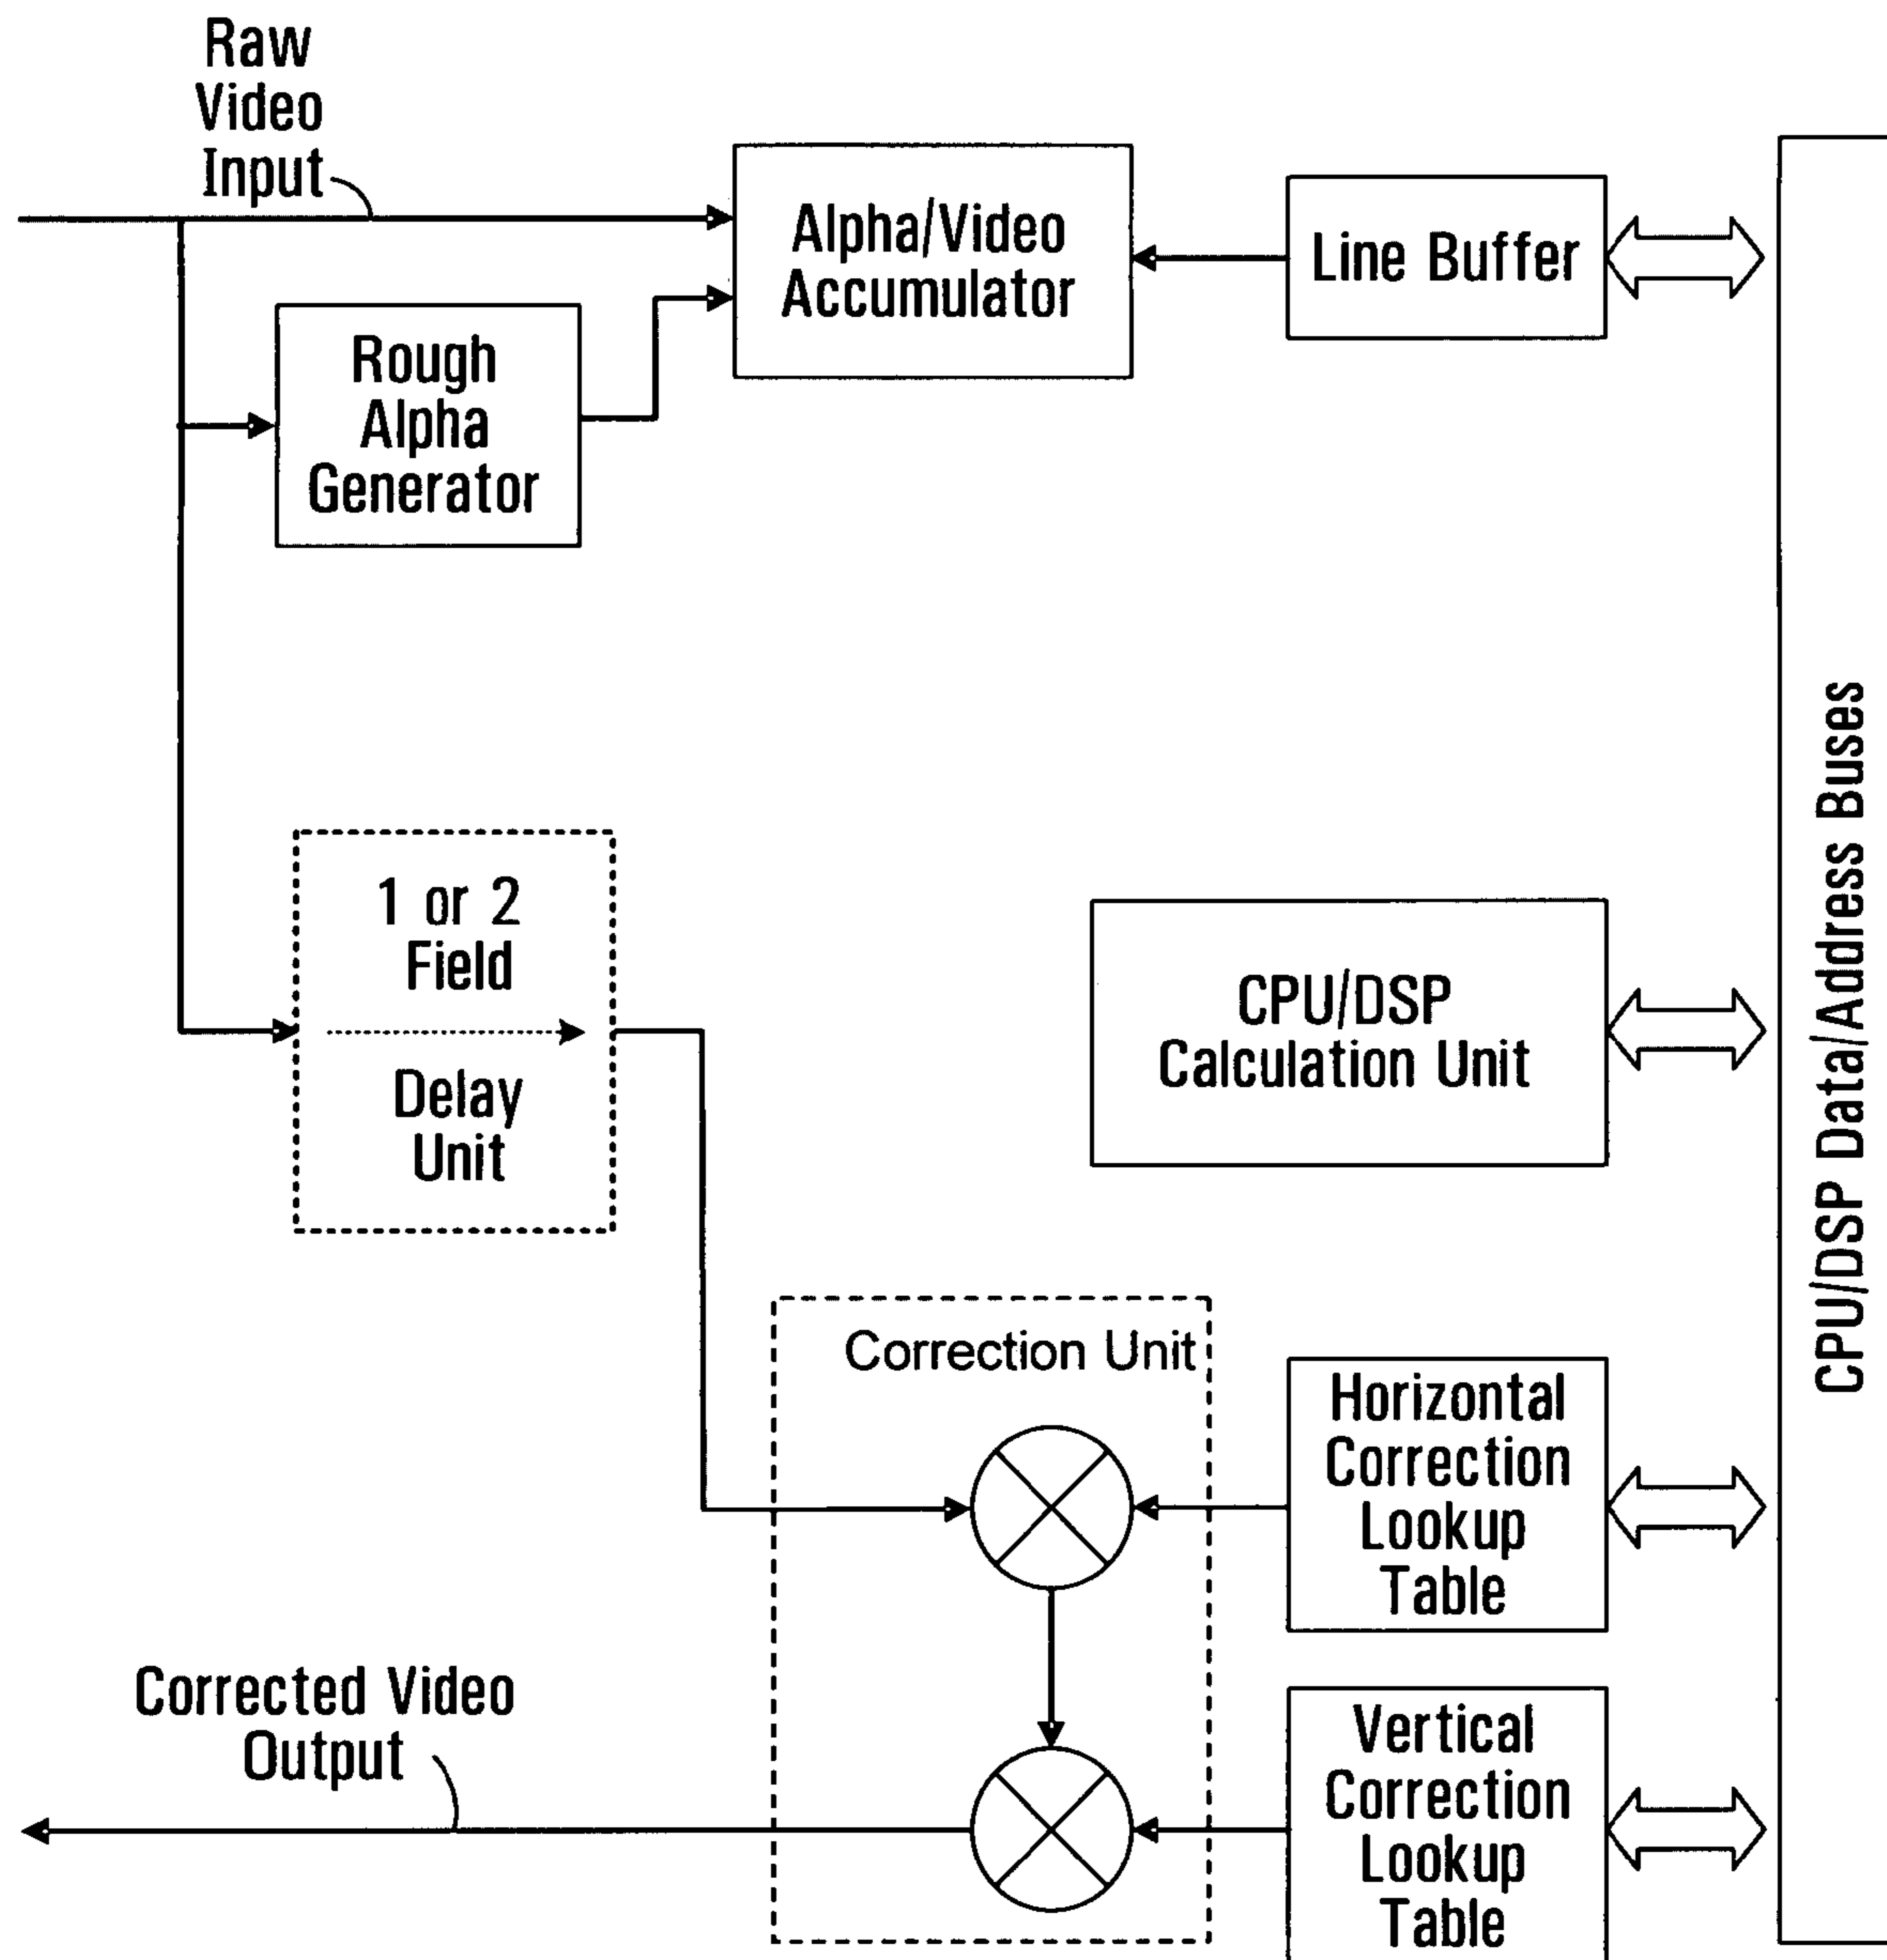 Raw
Video
Input
Alpha/Video
Accumulator
Line Buffer
Rough
Alpha
Generator
1 or 2
Field
Delay
Unit
CPU/DSP
Calculation Unit
CPU/DSP Data/Address Buses
Correction Unit
Horizontal
Correction
Lookup
Table
Corrected Video
Output
Vertical
Correction
Lookup
Table